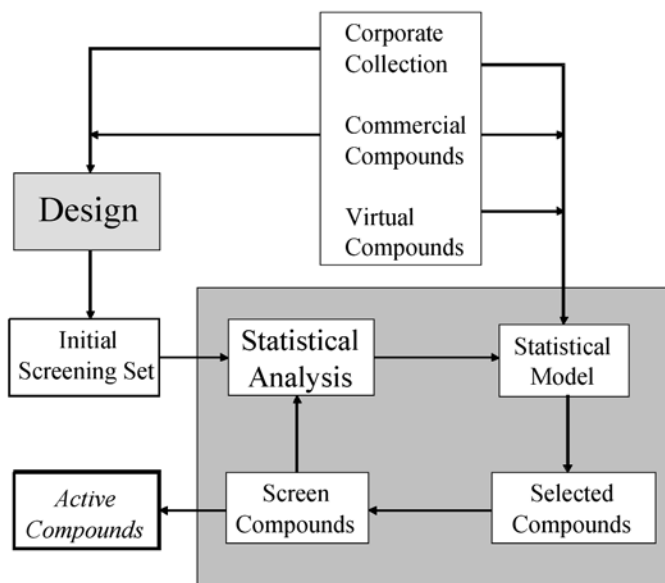 Corporate
Collection
Commercial
Compounds
Virtual
Compounds
Design
Initial
Screening Set
Statistical
Analysis
Statistical
Model
Active
Compounds
Screen
Compounds
Selected
Compounds